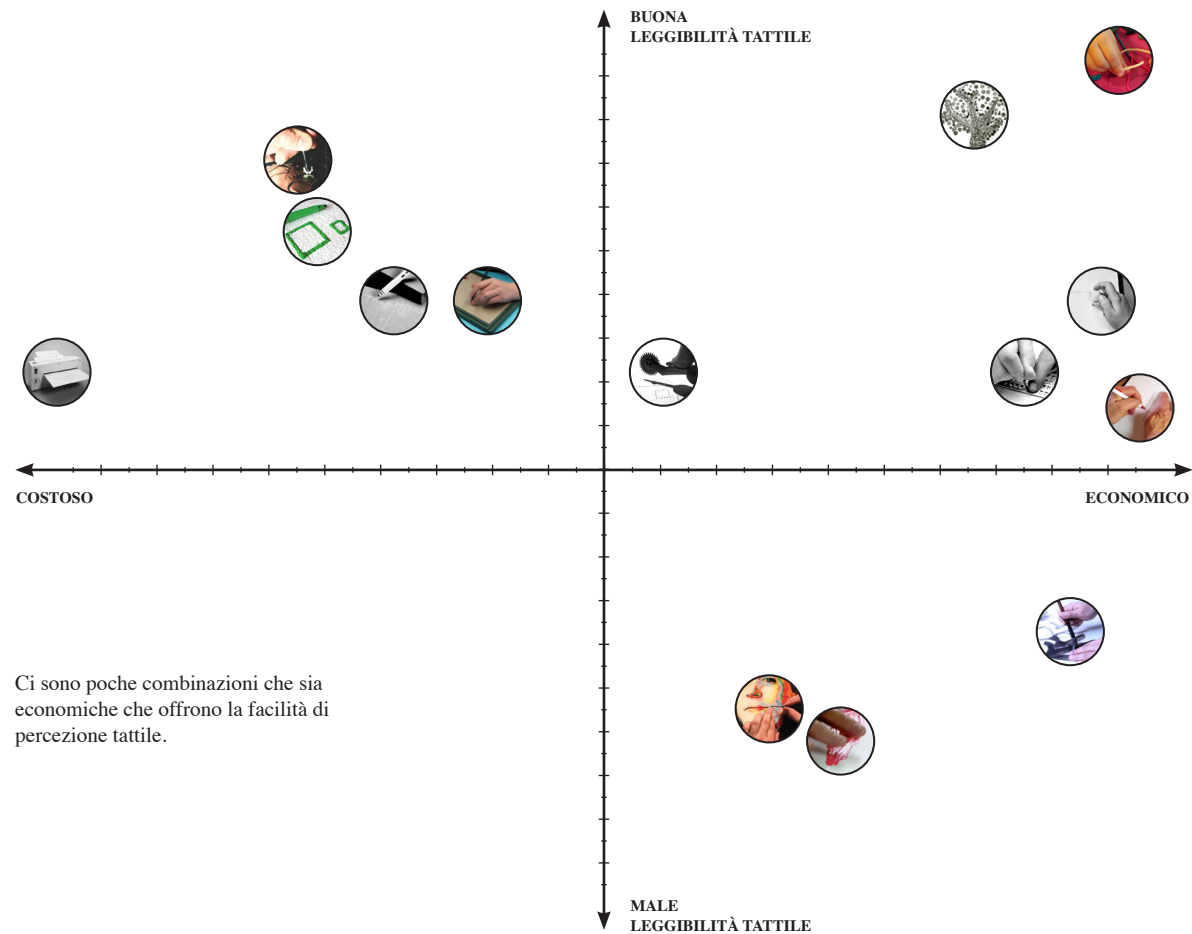 BUONA
LEGGIBILITÀ TATTILE
COSTOSO
ECONOMICO
Ci sono poche combinazioni che sia
economiche che offrono la facilità di
percezione tattile.
MALE
LEGGIBILITÀ TATTILE